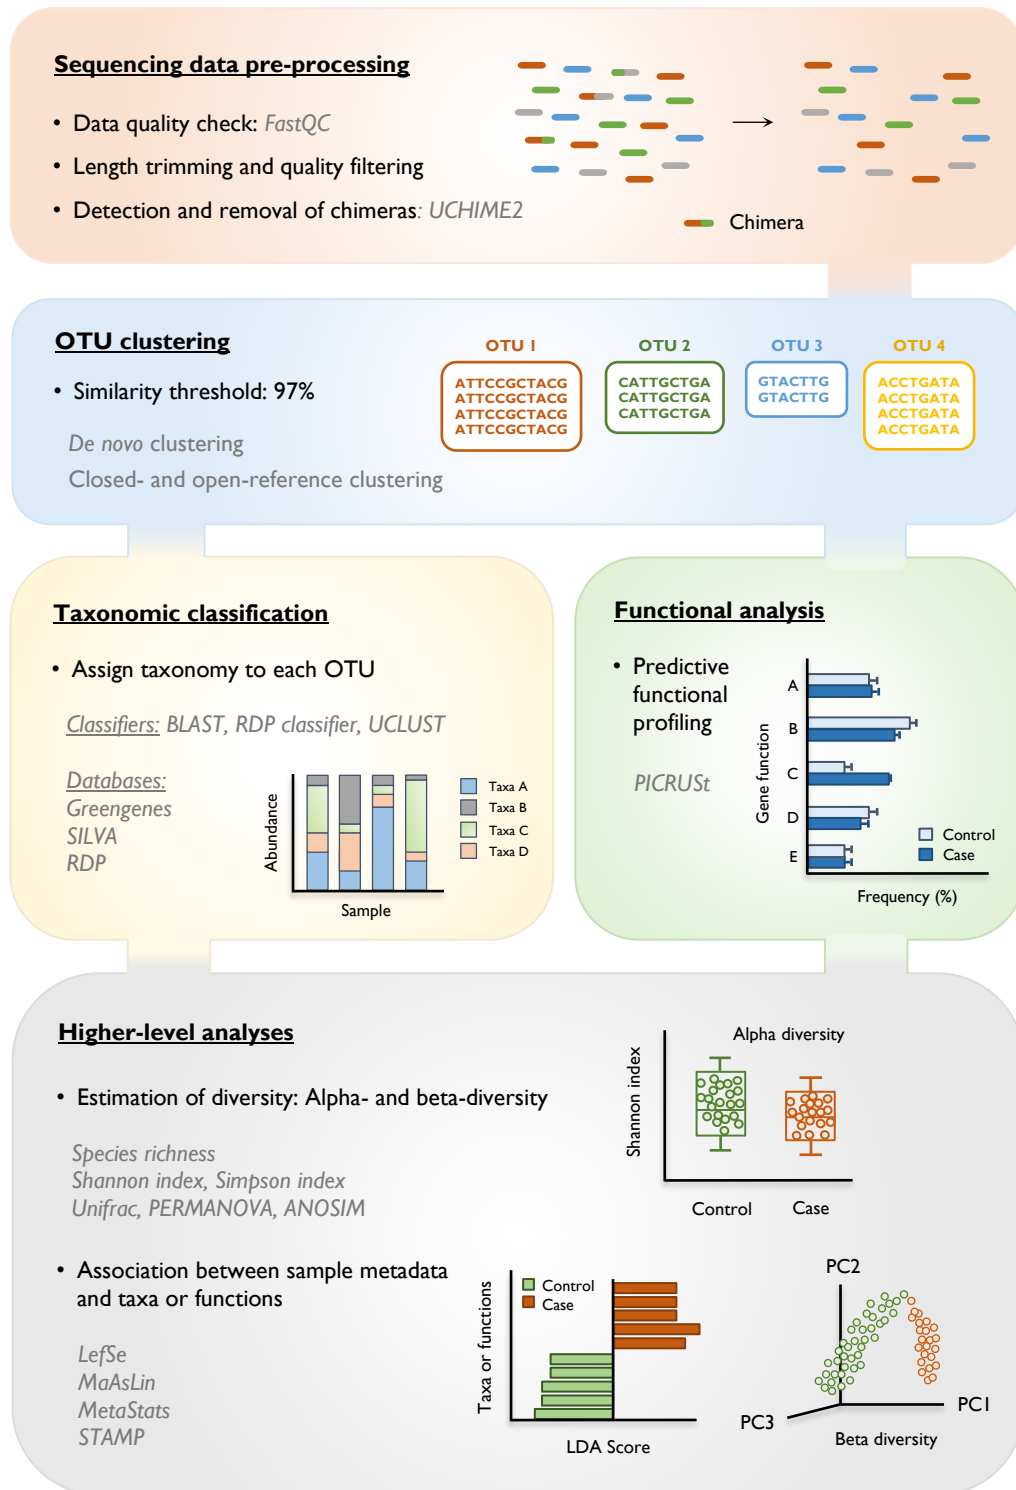 Sequencing data pre-processing
• Data quality check: FastQC
• Length trimming and quality filtering
• Detection and removal of chimeras: UCHIME2
Chimera
OTU clustering
• Similarity threshold: 97%
De novo clustering
Closed- and open-reference clustering
OTU 1
ATTCCGCTACG
ATTCCGCTACG
ATTCCGCTACG
ATTCCGCTACG
OTU 2
CATTGCTGA
CATTGCTGA
CATTGCTGA
OTU 3
GTACTTG
GTACTTG
OTU 4
ACCTGATA
ACCTGATA
ACCTGATA
ACCTGATA
Taxonomic classification
• Assign taxonomy to each OTU
Classifiers: BLAST, RDP classifier, UCLUST
Databases:
Greengenes
SILVA
RDP
Abundance
Sample
Taxa A
Taxa B
Taxa C
Taxa D
Functional analysis
• Predictive
functional
profiling
PICRUSt
Gene function
A
B
C
D
E
Control
Case
Frequency (%)
Higher-level analyses
• Estimation of diversity: Alpha- and beta-diversity
Species richness
Shannon index, Simpson index
Unifrac, PERMANOVA, ANOSIM
Alpha diversity
Shannon index
Control
Case
• Association between sample metadata
and taxa or functions
LefSe
MaAsLin
MetaStats
STAMP
Taxa or functions
Control
Case
LDA Score
PC2
PC1
PC3
Beta diversity